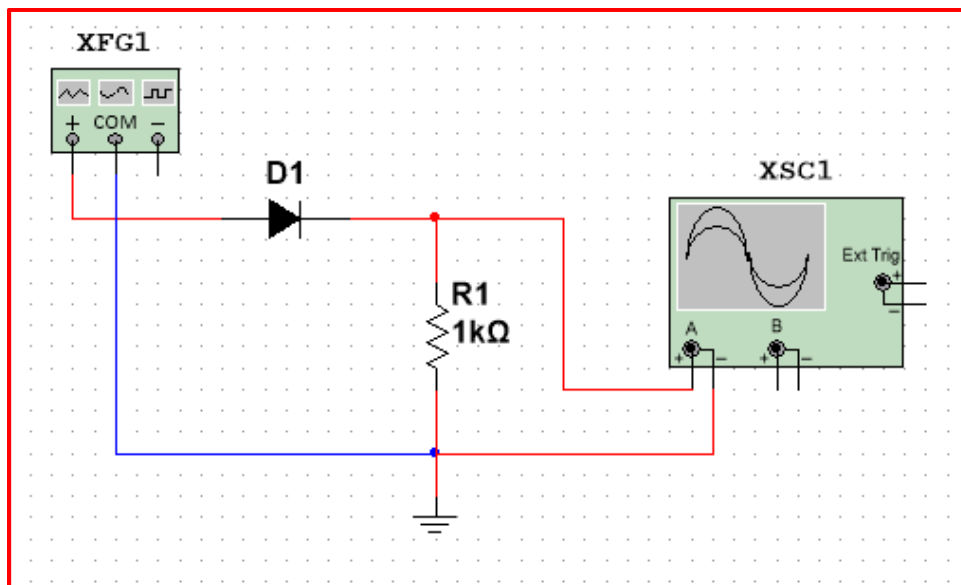 XFG1
+ COM −
D1
XSC1
Ext Trig
+
−
R1
1kΩ
A
B
+ − + −